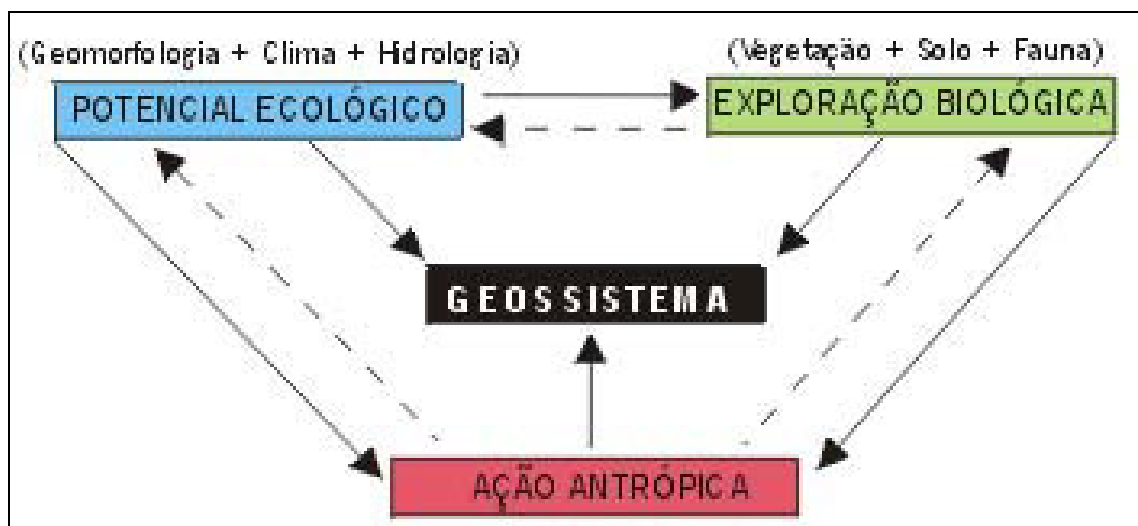 (Geomorfologia + Clima + Hidrologia)
(Vegetação + Solo + Fauna)
POTENCIAL ECOLÓGICO
EXPLORAÇÃO BIOLÓGICA
GEOSSISTEMA
AÇÃO ANTRÓPICA